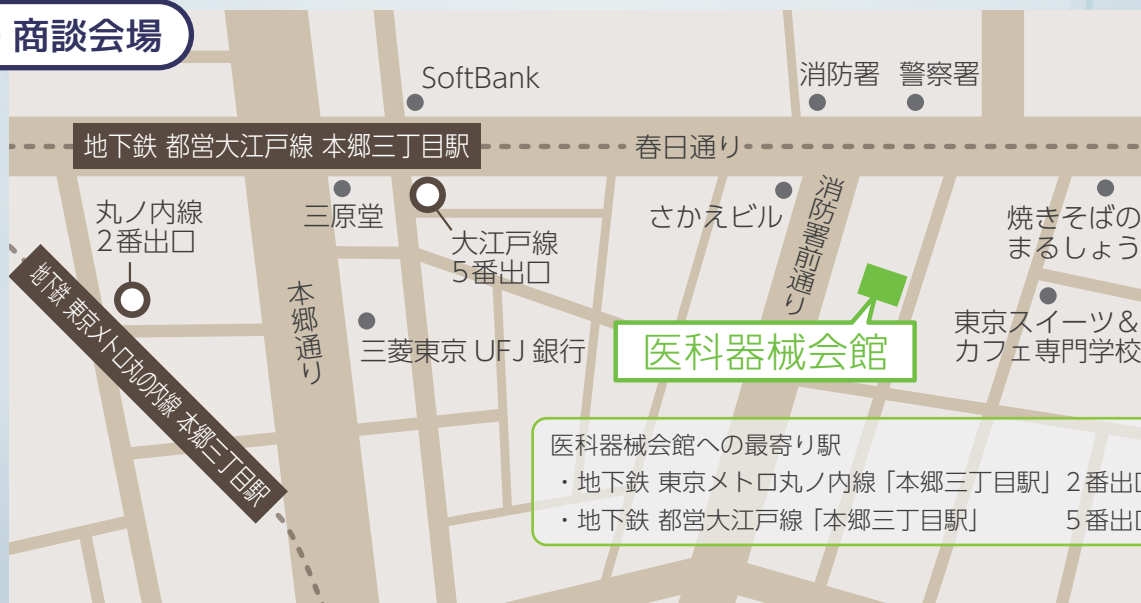 商談会場
SoftBank
消防署
警察署
地下鉄 都営大江戸線 本郷三丁目駅
春日通り
丸ノ内線
2番出口
三原堂
大江戸線
5番出口
さかえビル
消防署前通り
焼きそばの
まるしょう
地下鉄 東京メトロ丸の内線 本郷三丁目駅
本郷通り
三菱東京 UFJ 銀行
医科器械会館
東京スイーツ＆
カフェ専門学校
医科器械会館への最寄り駅
・地下鉄 東京メトロ丸ノ内線「本郷三丁目駅」 2番出口
・地下鉄 都営大江戸線「本郷三丁目駅」 5番出口